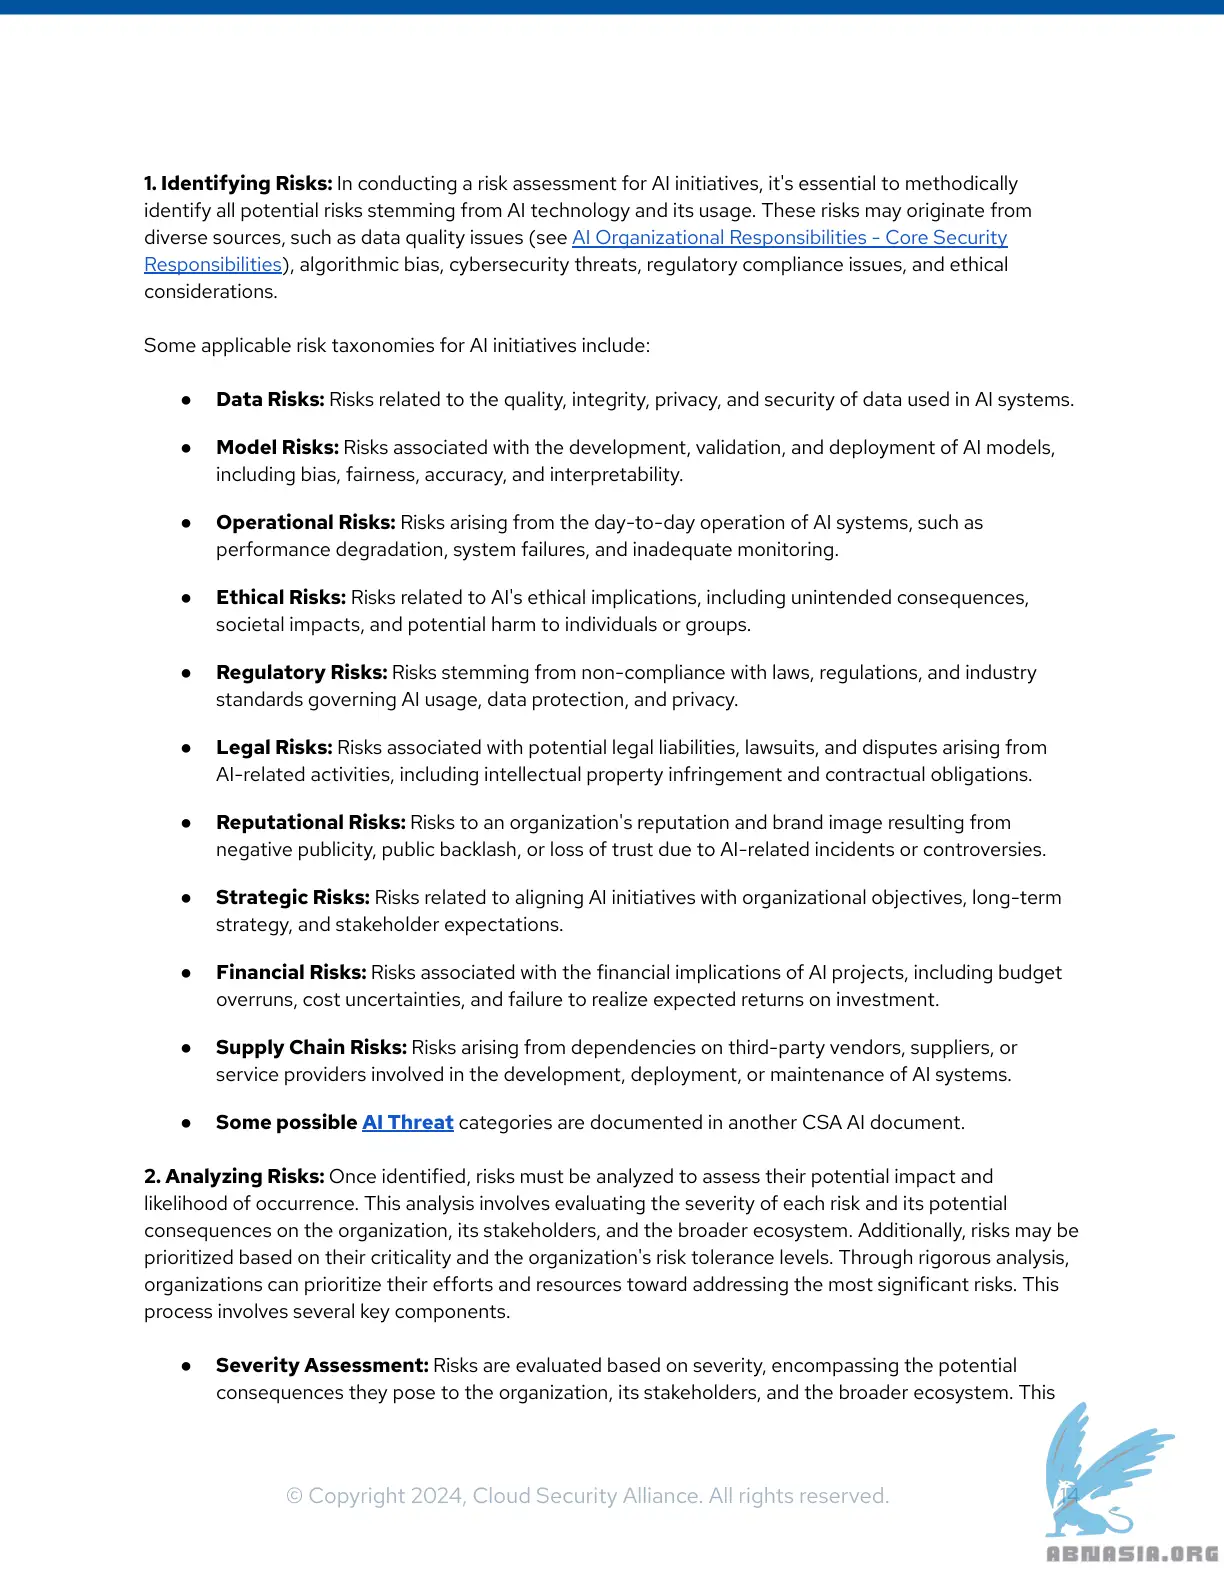 1. Identifying Risks: In conducting a risk assessment for AI initiatives, it's essential to methodically
identify all potential risks stemming from AI technology and its usage. These risks may originate from
diverse sources, such as data quality issues (see AI Organizational Responsibilities - Core Security
Responsibilities), algorithmic bias, cybersecurity threats, regulatory compliance issues, and ethical
considerations.
Some applicable risk taxonomies for AI initiatives include:
● Data Risks: Risks related to the quality, integrity, privacy, and security of data used in AI systems.
● Model Risks: Risks associated with the development, validation, and deployment of AI models,
including bias, fairness, accuracy, and interpretability.
● Operational Risks: Risks arising from the day-to-day operation of AI systems, such as
performance degradation, system failures, and inadequate monitoring.
● Ethical Risks: Risks related to AI's ethical implications, including unintended consequences,
societal impacts, and potential harm to individuals or groups.
● Regulatory Risks: Risks stemming from non-compliance with laws, regulations, and industry
standards governing AI usage, data protection, and privacy.
● Legal Risks: Risks associated with potential legal liabilities, lawsuits, and disputes arising from
AI-related activities, including intellectual property infringement and contractual obligations.
● Reputational Risks: Risks to an organization's reputation and brand image resulting from
negative publicity, public backlash, or loss of trust due to AI-related incidents or controversies.
● Strategic Risks: Risks related to aligning AI initiatives with organizational objectives, long-term
strategy, and stakeholder expectations.
● Financial Risks: Risks associated with the financial implications of AI projects, including budget
overruns, cost uncertainties, and failure to realize expected returns on investment.
● Supply Chain Risks: Risks arising from dependencies on third-party vendors, suppliers, or
service providers involved in the development, deployment, or maintenance of AI systems.
● Some possible AI Threat categories are documented in another CSA AI document.
2. Analyzing Risks: Once identified, risks must be analyzed to assess their potential impact and
likelihood of occurrence. This analysis involves evaluating the severity of each risk and its potential
consequences on the organization, its stakeholders, and the broader ecosystem. Additionally, risks may be
prioritized based on their criticality and the organization's risk tolerance levels. Through rigorous analysis,
organizations can prioritize their efforts and resources toward addressing the most significant risks. This
process involves several key components.
● Severity Assessment: Risks are evaluated based on severity, encompassing the potential
consequences they pose to the organization, its stakeholders, and the broader ecosystem. This
© Copyright 2024, Cloud Security Alliance. All rights reserved.
14
ABNASIA.ORG